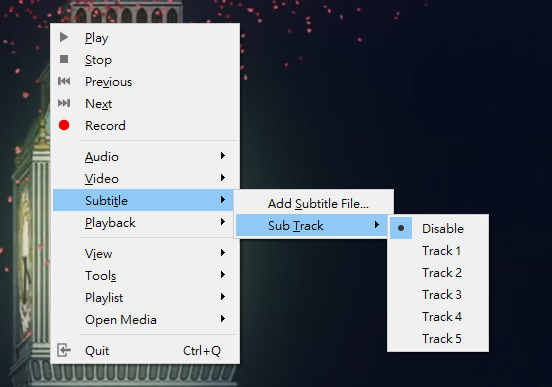 Play
Stop
Previous
Next
Record
Audio
Video
Subtitle
Playback
View
Tools
Playlist
Open Media
Quit Ctrl+Q
Add Subtitle File...
Sub Track
Disable
Track 1
Track 2
Track 3
Track 4
Track 5